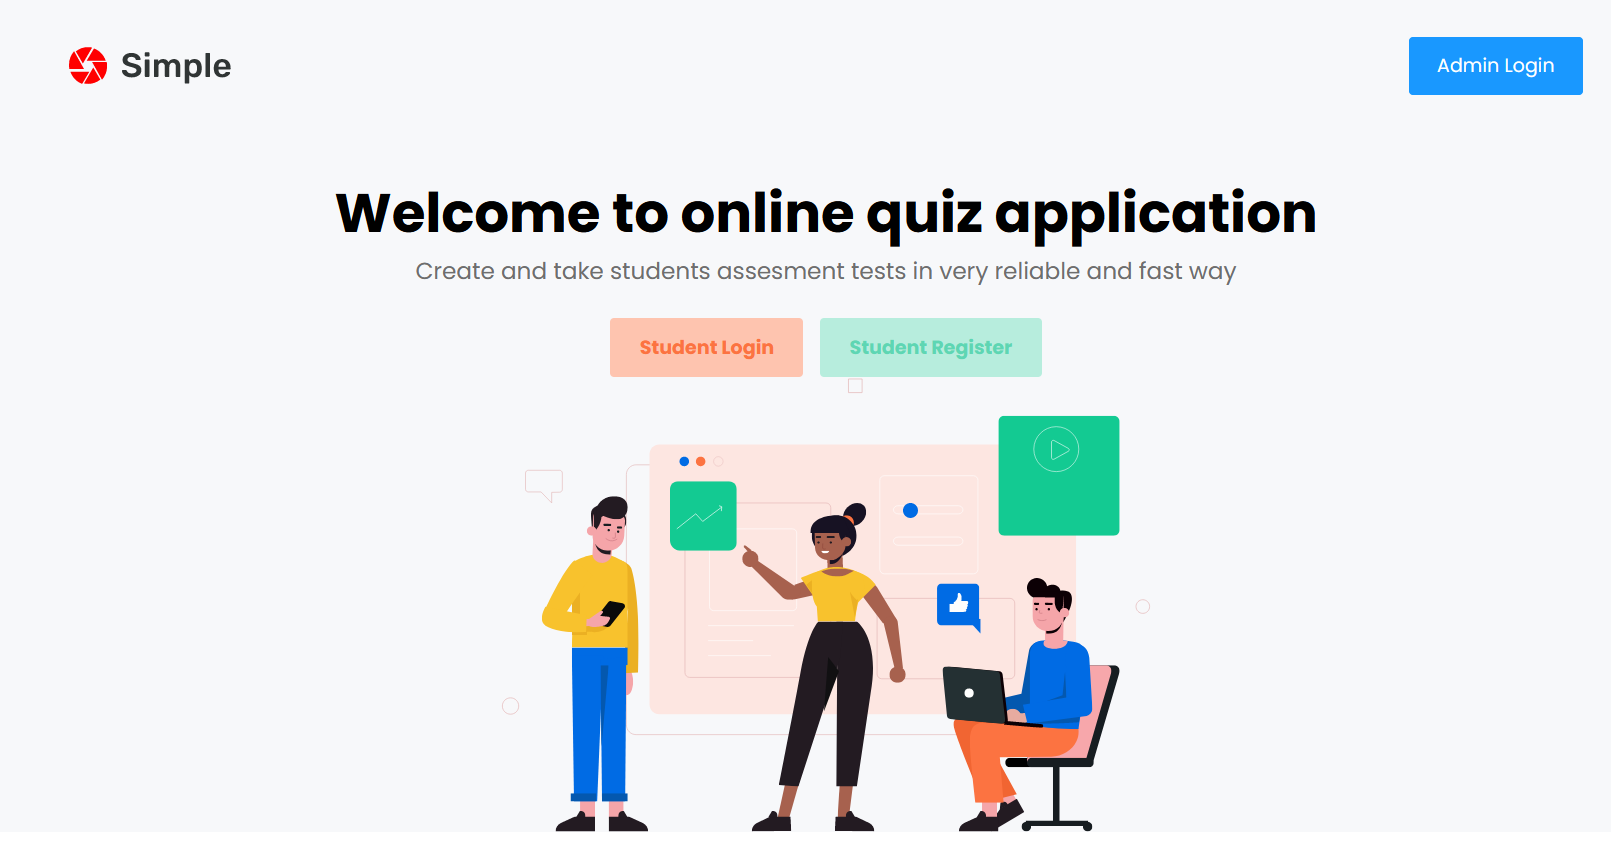 Simple
Admin Login
Welcome to online quiz application
Create and take students assesment tests in very reliable and fast way
Student Login
Student Register